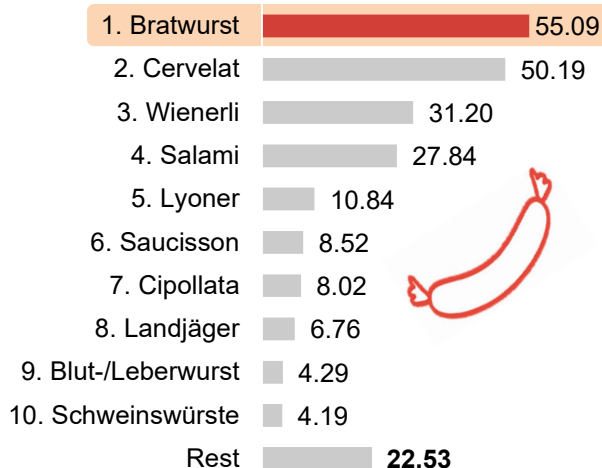 1. Bratwurst 55.09
2. Cervelat 50.19
3. Wienerli 31.20
4. Salami 27.84
5. Lyoner 10.84
6. Saucisson 8.52
7. Cipollata 8.02
8. Landjäger 6.76
9. Blut-/Leberwurst 4.29
10. Schweinswürste 4.19
Rest 22.53